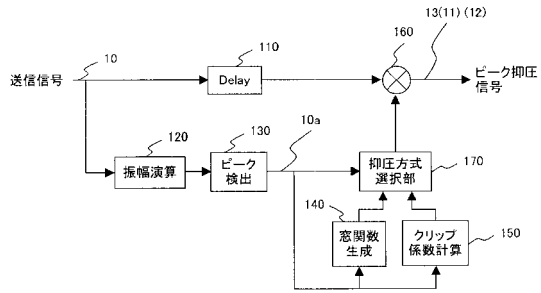 13(11) (12)
110
160
送信信号
10
Delay
ピーク抑圧
信号
120
130
10a
振幅演算
ピーク
検出
抑圧方式
選択部
170
140
窓関数
生成
クリップ
係数計算
150